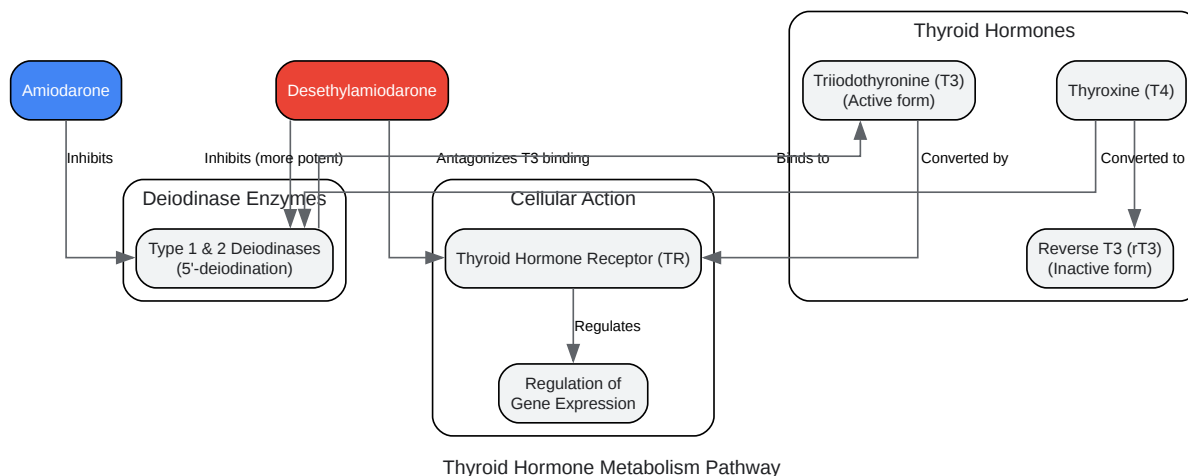 Thyroid Hormones
Amiodarone
Desethylamiodarone
Triiodothyronine (T3)
(Active form)
Thyroxine (T4)
Inhibits
Inhibits (more potent)
Antagonizes T3 binding
Binds to
Converted by
Converted to
Deiodinase Enzymes
Cellular Action
Type 1 & 2 Deiodinases
(5'-deiodination)
Thyroid Hormone Receptor (TR)
Reverse T3 (rT3)
(Inactive form)
Regulates
Regulation of
Gene Expression
Thyroid Hormone Metabolism Pathway